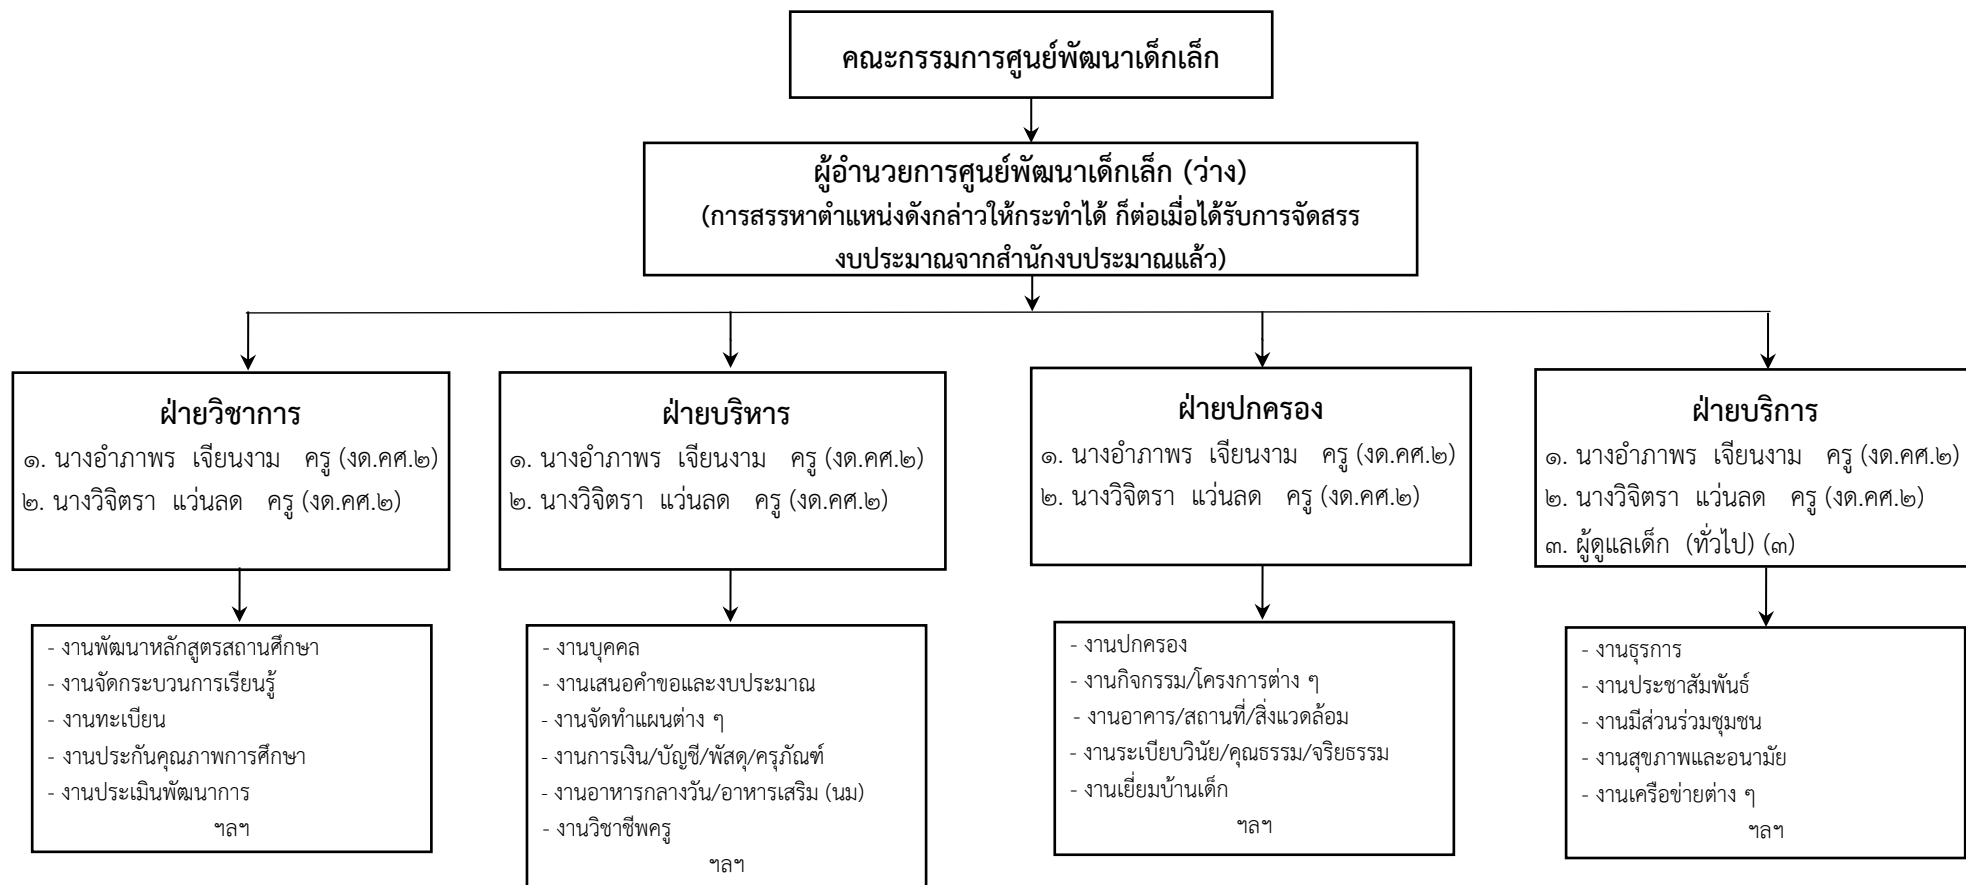 คณะกรรมการศูนย์พัฒนาเด็กเล็ก
ผู้อำนวยการศูนย์พัฒนาเด็กเล็ก (ว่าง)
(การสรรหาตำแหน่งดังกล่าวให้กระทำได้ ก็ต่อเมื่อได้รับการจัดสรร
งบประมาณจากสำนักงบประมาณแล้ว)
ฝ่ายวิชาการ
๑. นางอำภาพร เจียนงาม ครู (งด.คศ.๒)
๒. นางวิจิตรา แว่นลด ครู (งด.คศ.๒)
ฝ่ายบริหาร
๑. นางอำภาพร เจียนงาม ครู (งด.คศ.๒)
๒. นางวิจิตรา แว่นลด ครู (งด.คศ.๒)
ฝ่ายปกครอง
๑. นางอำภาพร เจียนงาม ครู (งด.คศ.๒)
๒. นางวิจิตรา แว่นลด ครู (งด.คศ.๒)
ฝ่ายบริการ
๑. นางอำภาพร เจียนงาม ครู (งด.คศ.๒)
๒. นางวิจิตรา แว่นลด ครู (งด.คศ.๒)
๓. ผู้ดูแลเด็ก (ทั่วไป) (๓)
- งานพัฒนาหลักสูตรสถานศึกษา
- งานจัดกระบวนการเรียนรู้
- งานทะเบียน
- งานประกันคุณภาพการศึกษา
- งานประเมินพัฒนาการ
ฯลฯ
- งานบุคคล
- งานเสนอคำขอและงบประมาณ
- งานจัดทำแผนต่าง ๆ
- งานการเงิน/บัญชี/พัสดุ/ครุภัณฑ์
- งานอาหารกลางวัน/อาหารเสริม (นม)
- งานวิชาชีพครู
ฯลฯ
- งานปกครอง
- งานกิจกรรม/โครงการต่าง ๆ
- งานอาคาร/สถานที่/สิ่งแวดล้อม
- งานระเบียบวินัย/คุณธรรม/จริยธรรม
- งานเยี่ยมบ้านเด็ก
ฯลฯ
- งานธุรการ
- งานประชาสัมพันธ์
- งานมีส่วนร่วมชุมชน
- งานสุขภาพและอนามัย
- งานเครือข่ายต่าง ๆ
ฯลฯ